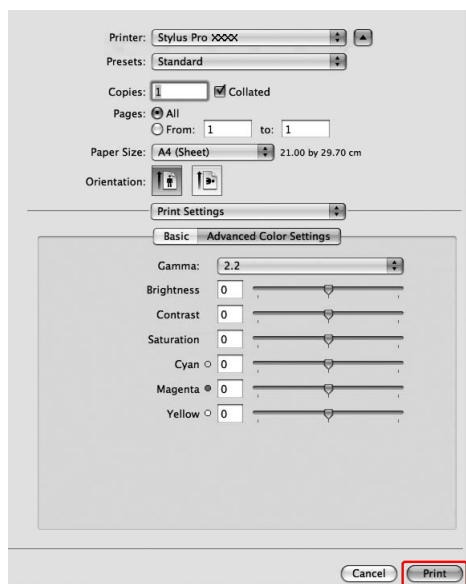 Printer: Stylus Pro XXXX
Presets: Standard
Copies: 1 Collated
Pages: All
From: 1 to: 1
Paper Size: A4 (Sheet) 21.00 by 29.70 cm
Orientation:
Print Settings
Basic Advanced Color Settings
Gamma: 2.2
Brightness 0
Contrast 0
Saturation 0
Cyan 0
Magenta 0
Yellow 0
Cancel Print